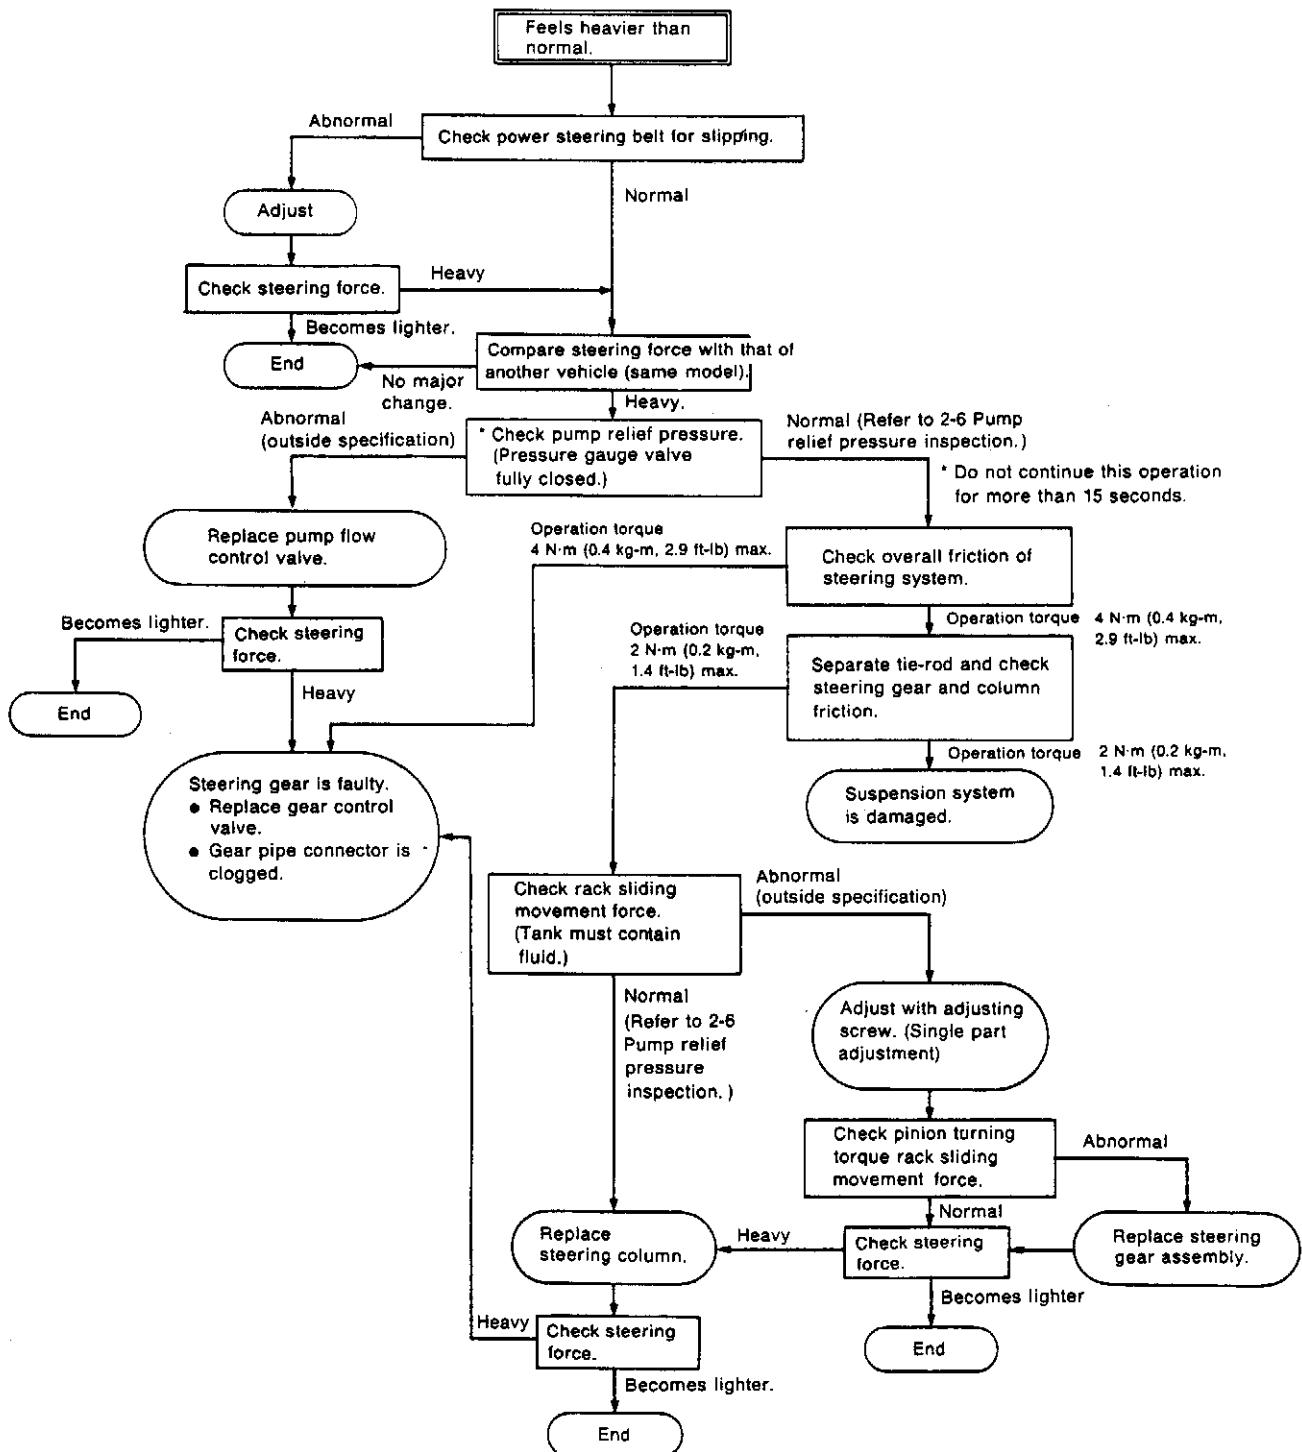 Feels heavier than
normal.
Abnormal
Check power steering belt for slipping.
Normal
Adjust
Check steering force.
Heavy
Becomes lighter.
End
Compare steering force with that of
another vehicle (same model).
No major
change.
Heavy.
Abnormal
(outside specification)
* Check pump relief pressure.
(Pressure gauge valve
fully closed.)
Normal (Refer to 2-6 Pump
relief pressure inspection.)
* Do not continue this operation
for more than 15 seconds.
Replace pump flow
control valve.
Operation torque
4 N·m (0.4 kg-m, 2.9 ft-lb) max.
Check overall friction of
steering system.
Becomes lighter.
Check steering
force.
Operation torque 4 N·m (0.4 kg-m,
2.9 ft-lb) max.
Operation torque
2 N·m (0.2 kg-m,
1.4 ft-lb) max.
Separate tie-rod and check
steering gear and column
friction.
End
Heavy
Operation torque 2 N·m (0.2 kg-m,
1.4 ft-lb) max.
Steering gear is faulty.
● Replace gear control
valve.
● Gear pipe connector is
clogged.
Suspension system
is damaged.
Check rack sliding
movement force.
(Tank must contain
fluid.)
Abnormal
(outside specification)
Normal
(Refer to 2-6
Pump relief
pressure
inspection.)
Adjust with adjusting
screw. (Single part
adjustment)
Check pinion turning
torque rack sliding
movement force.
Abnormal
Normal
Replace
steering column.
Heavy
Check steering
force.
Replace steering
gear assembly.
Becomes lighter
End
Heavy
Check steering
force.
Becomes lighter.
End